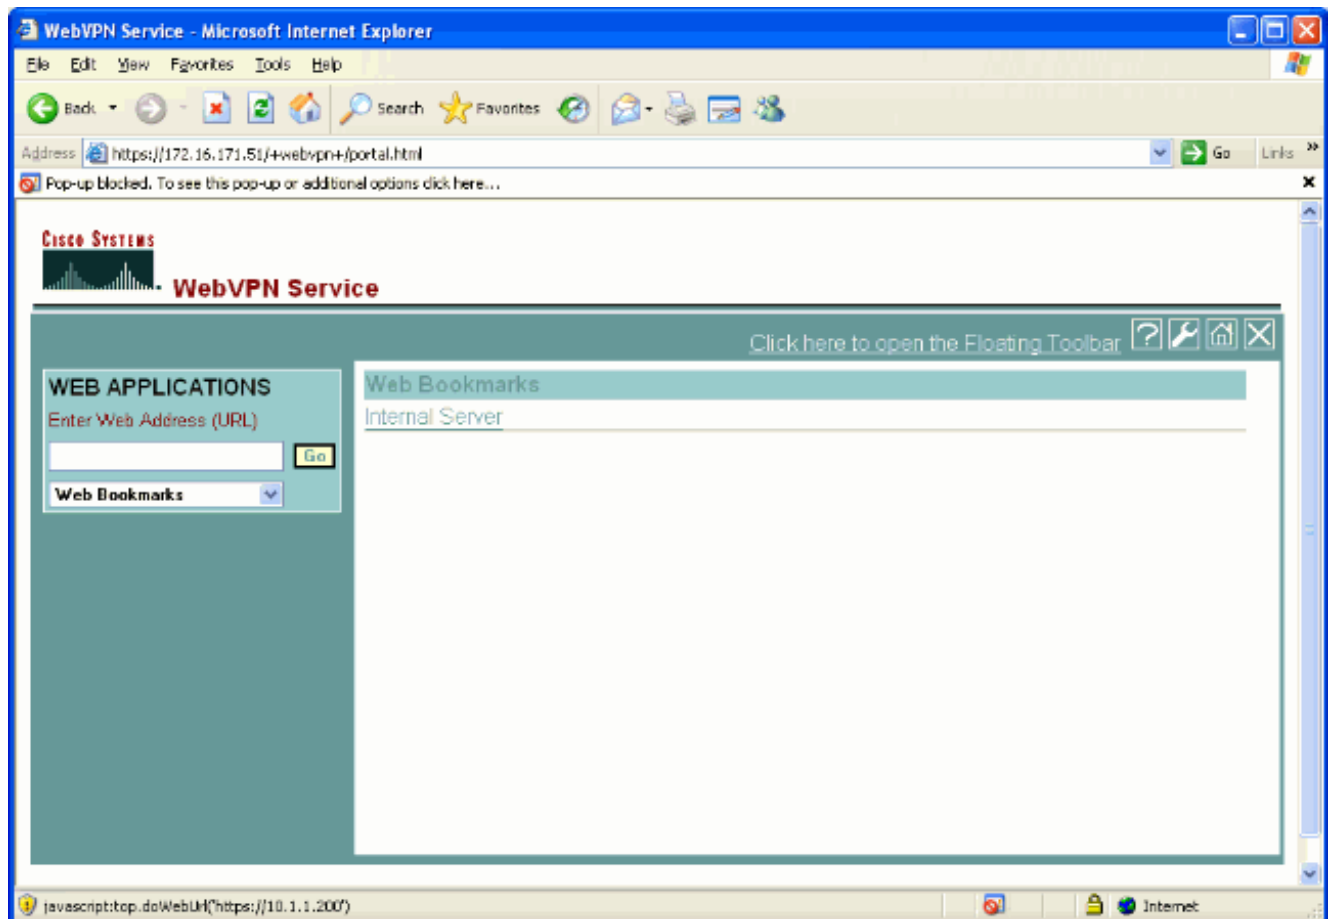 WebVPN Service - Microsoft Internet Explorer
File Edit View Favorites Tools Help
Back Search Favorites
Address https://172.16.171.51/+webvpn+/portal.html Go Links »
Pop-up blocked. To see this pop-up or additional options click here...
CISCO SYSTEMS
WebVPN Service
Click here to open the Floating Toolbar
WEB APPLICATIONS
Enter Web Address (URL)
Go
Web Bookmarks
Web Bookmarks
Internal Server
javascript:top.doWebUrl('https://10.1.1.200') Internet